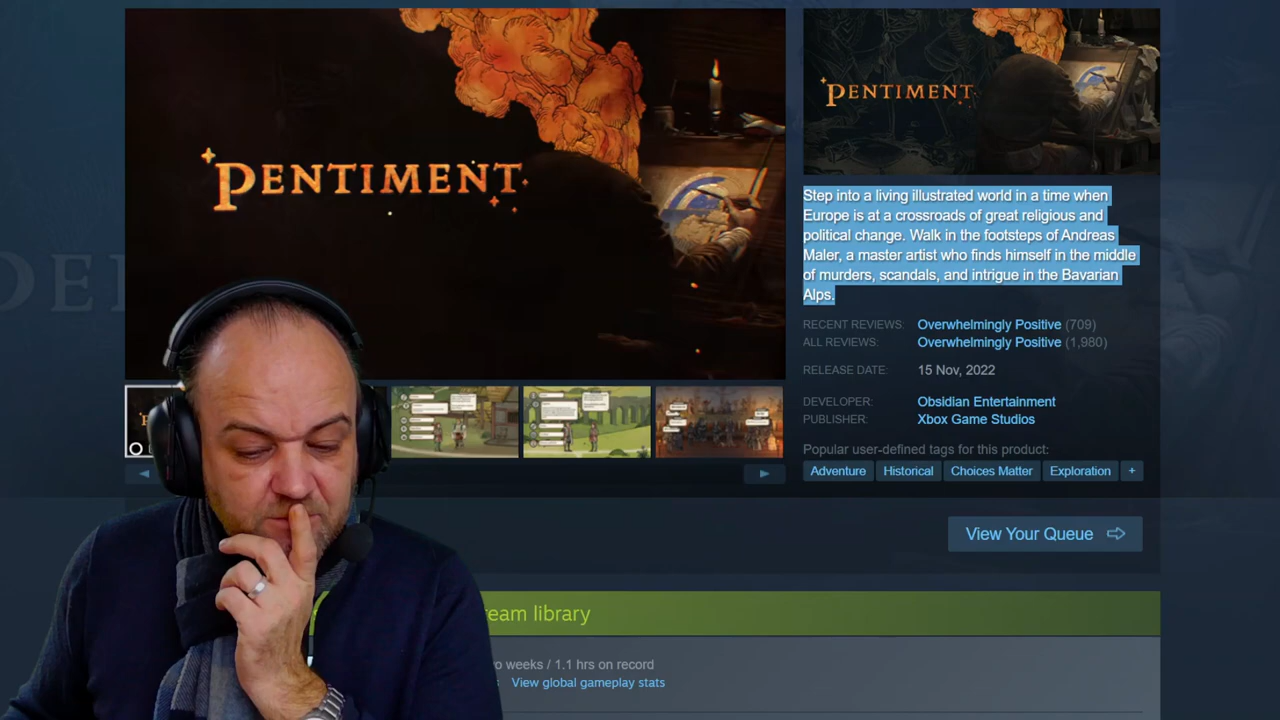 PENTIMENT
PENTIMENT
Step into a living illustrated world in a time when
Europe is at a crossroads of great religious and
political change. Walk in the footsteps of Andreas
Maler, a master artist who finds himself in the middle
of murders, scandals, and intrigue in the Bavarian
Alps.
RECENT REVIEWS: Overwhelmingly Positive (709)
ALL REVIEWS: Overwhelmingly Positive (1,980)
RELEASE DATE: 15 Nov, 2022
DEVELOPER: Obsidian Entertainment
PUBLISHER: Xbox Game Studios
Popular user-defined tags for this product:
Adventure Historical Choices Matter Exploration +
View Your Queue
library
weeks / 1.1 hrs on record
View global gameplay stats